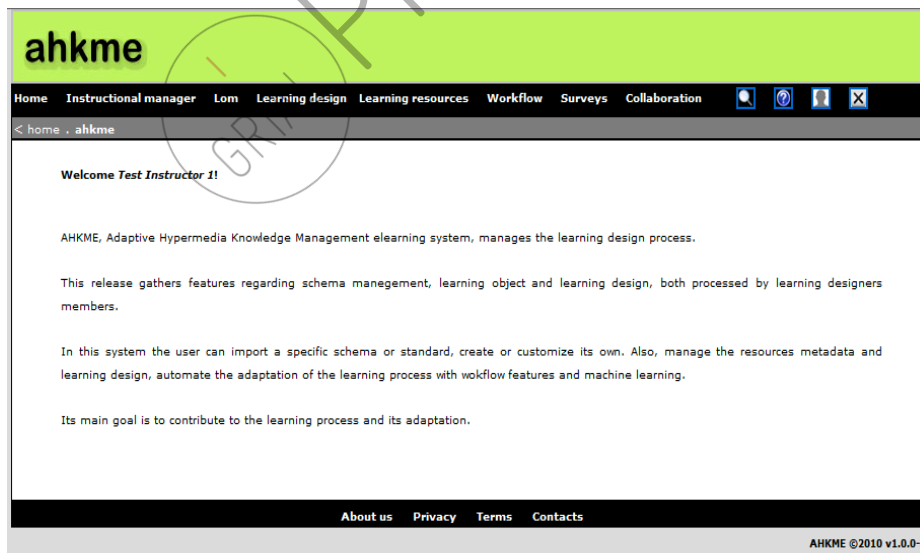 ahkme
Home Instructional manager Lom Learning design Learning resources Workflow Surveys Collaboration
< home . ahkme
Welcome Test Instructor 1!
AHKME, Adaptive Hypermedia Knowledge Management elearning system, manages the learning design process.
This release gathers features regarding schema manegement, learning object and learning design, both processed by learning designers
members.
In this system the user can import a specific schema or standard, create or customize its own. Also, manage the resources metadata and
learning design, automate the adaptation of the learning process with wokflow features and machine learning.
Its main goal is to contribute to the learning process and its adaptation.
About us Privacy Terms Contacts
AHKME ©2010 v1.0.0-
GRIN